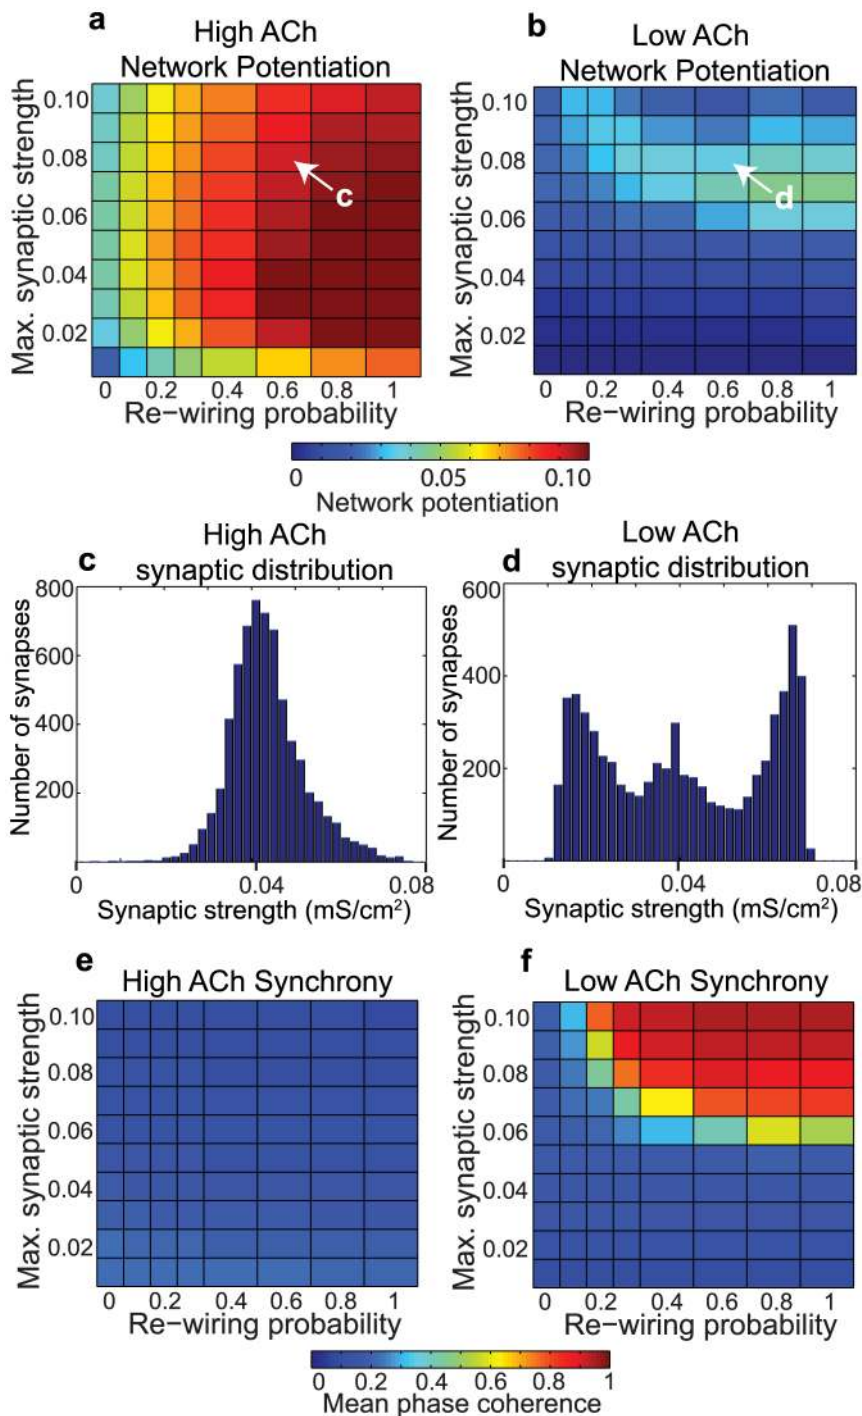 a
High ACh
Network Potentiation
Max. synaptic strength
0.10
0.08
0.06
0.04
0.02
0 0.2 0.4 0.6 0.8 1
Re-wiring probability
c
b
Low ACh
Network Potentiation
Max. synaptic strength
0.10
0.08
0.06
0.04
0.02
0 0.2 0.4 0.6 0.8 1
Re-wiring probability
d
0 0.05 0.10
Network potentiation
c
High ACh
synaptic distribution
Number of synapses
800
600
400
200
0 0.04 0.08
Synaptic strength (mS/cm²)
d
Low ACh
synaptic distribution
Number of synapses
600
400
200
0 0.04 0.08
Synaptic strength (mS/cm²)
e
High ACh Synchrony
Max. synaptic strength
0.10
0.08
0.06
0.04
0.02
0 0.2 0.4 0.6 0.8 1
Re-wiring probability
f
Low ACh Synchrony
Max. synaptic strength
0.10
0.08
0.06
0.04
0.02
0 0.2 0.4 0.6 0.8 1
Re-wiring probability
0 0.2 0.4 0.6 0.8 1
Mean phase coherence